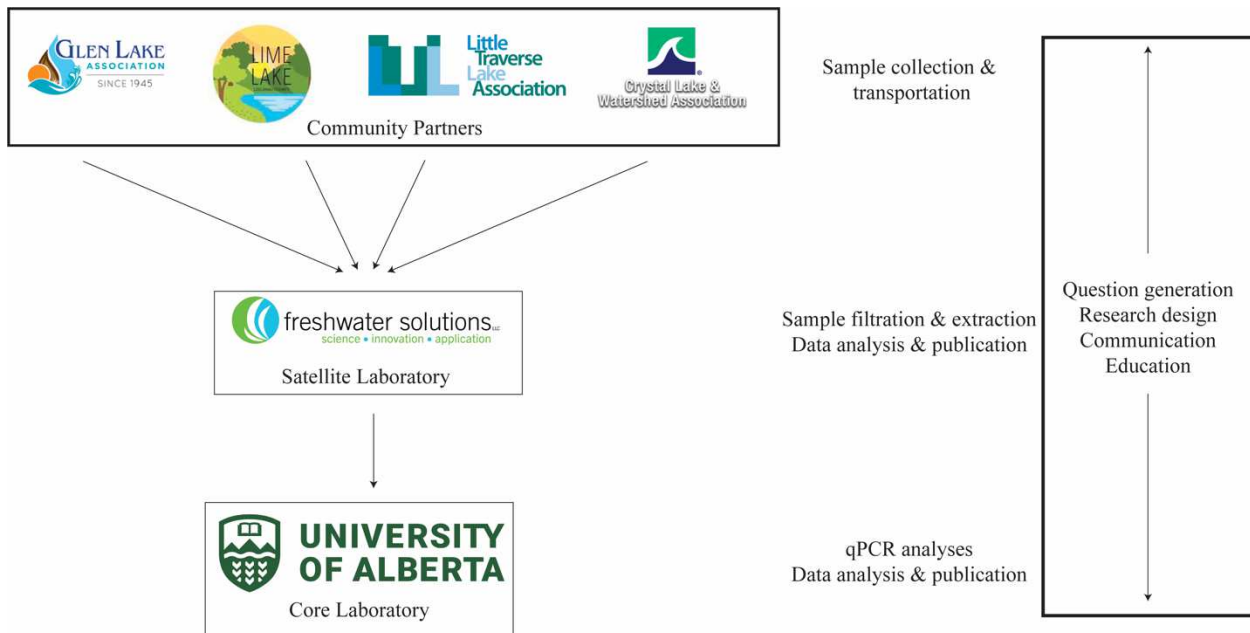 GLEN LAKE
ASSOCIATION
SINCE 1945
LIME
LAKE
Little
Traverse
Lake
Association
Crystal Lake &
Watershed Association
Community Partners
Sample collection &
transportation
freshwater solutions LLC
science • innovation • application
Satellite Laboratory
Sample filtration & extraction
Data analysis & publication
Question generation
Research design
Communication
Education
UNIVERSITY
OF ALBERTA
Core Laboratory
qPCR analyses
Data analysis & publication